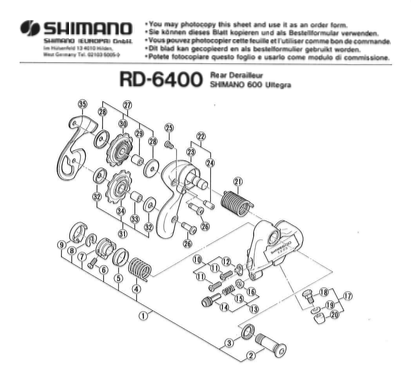 SHIMANO
SHIMANO (EUROPA) GmbH.
Im Hülsenfeld 13 4010 Hilden,
West Germany Tel. 02103
• You may photocopy this sheet and use it as an order form.
• Sie können dieses Blatt kopieren und als Bestellformular verwenden.
• Vous pouvez photocopier cette feuille et l'utiliser comme bon de commande.
• Dit blad kan gecopieerd en als bestelformulier gebruikt worden.
• Potete fotocopiare questo foglio e usarlo come modulo di commissione.
RD-6400 Rear Derailleur
SHIMANO 600 Ultegra
35 27 28 30 29 28 25 22 23 24 21
32 34 33 32 31 26 26
9 8 7 6 5 4
10 12 11 11 16 15 14 13
18 17 19 20
1 3 2
SHIMANO